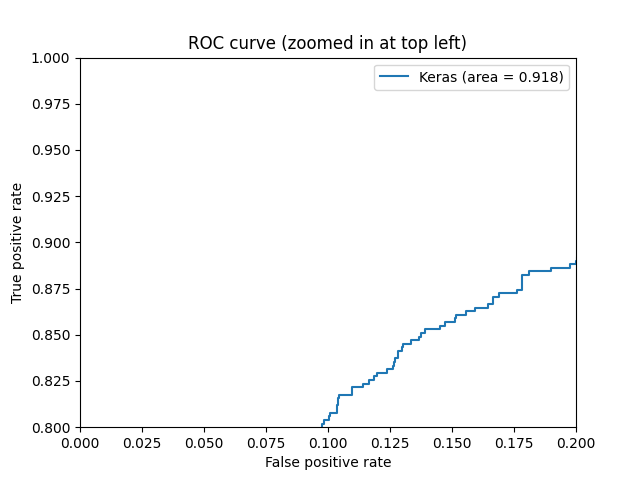 ROC curve (zoomed in at top left)
Keras (area = 0.918)
True positive rate
1.000
0.975
0.950
0.925
0.900
0.875
0.850
0.825
0.800
0.000 0.025 0.050 0.075 0.100 0.125 0.150 0.175 0.200
False positive rate